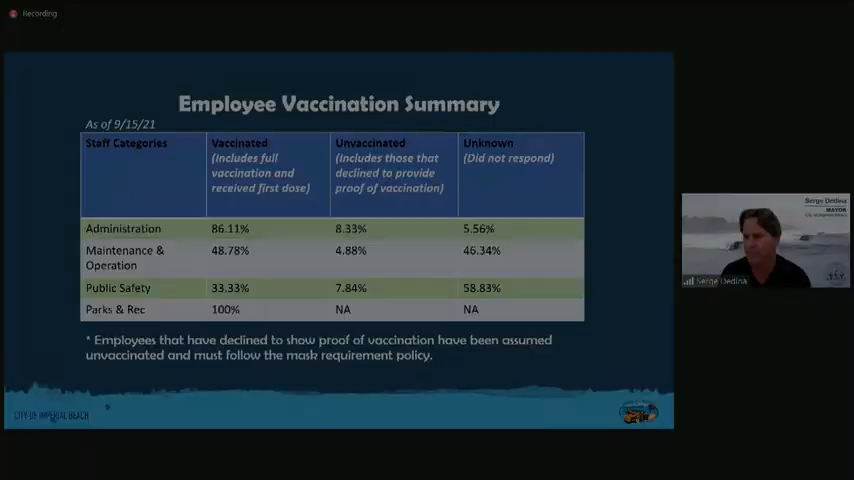 Recording
Employee Vaccination Summary
As of 9/15/21
Staff Categories
Vaccinated
(Includes full
vaccination and
received first dose)
Unvaccinated
(Includes those that
declined to provide
proof of vaccination)
Unknown
(Did not respond)
Administration 86.11% 8.33% 5.56%
Maintenance &
Operation
48.78% 4.88% 46.34%
Public Safety 33.33% 7.84% 58.83%
Parks & Rec 100% NA NA
* Employees that have declined to show proof of vaccination have been assumed
unvaccinated and must follow the mask requirement policy.
CITY OF IMPERIAL BEACH
Serge Dedina
MAYOR
Serge Dedina